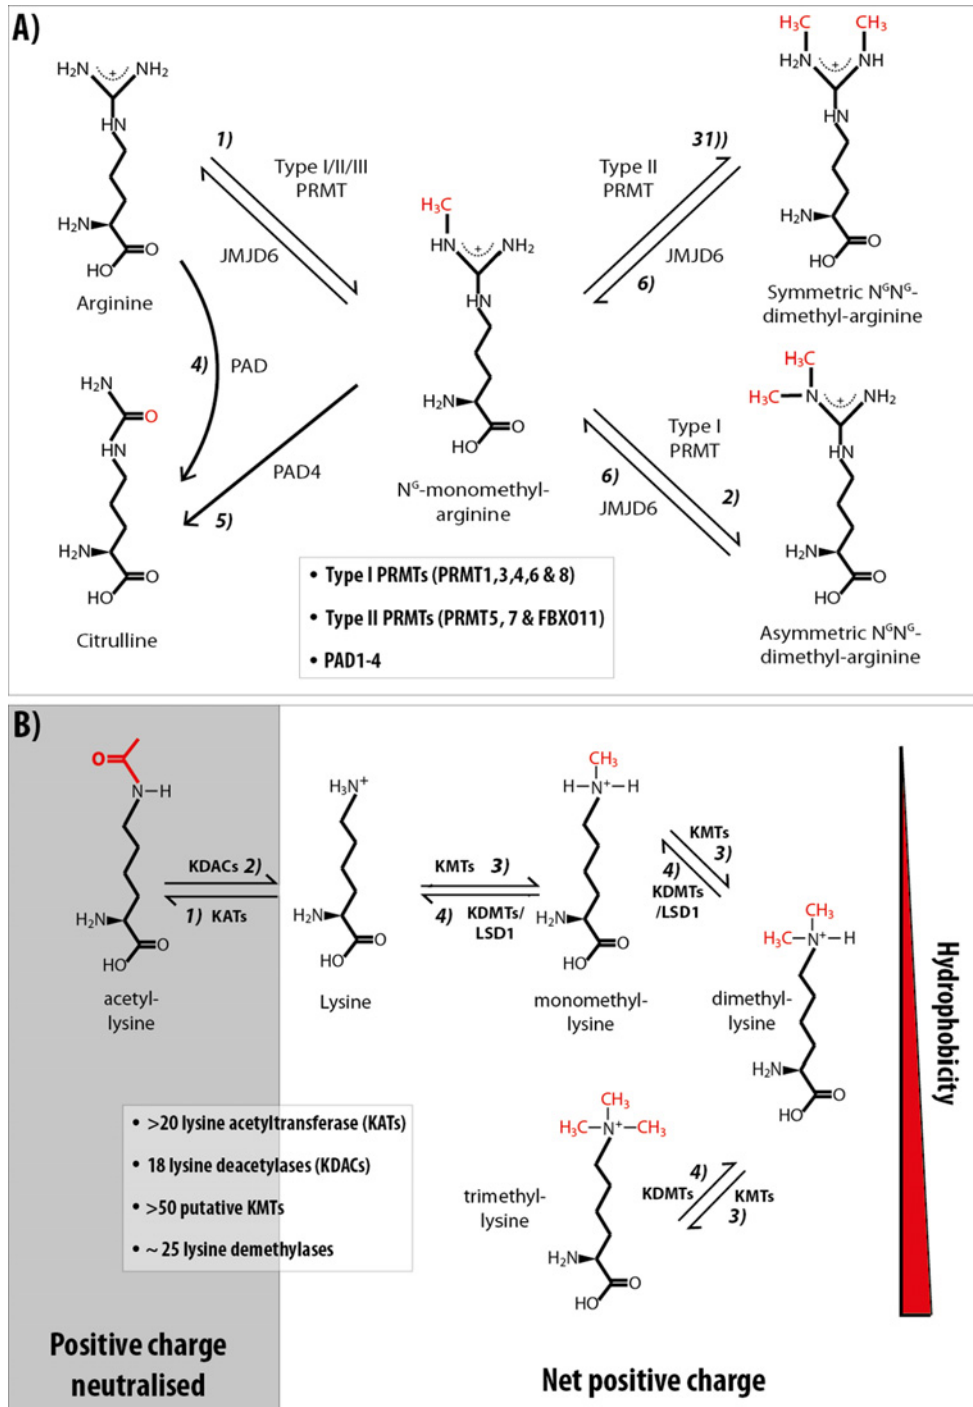 A)
H₂N
+
NH₂
HN
H₂N
O
HO
Arginine
1)
Type I/II/III
PRMT
JMJD6
H₃C
HN
+
NH₂
HN
H₂N
O
HO
Nᴳ-monomethyl-
arginine
31))
Type II
PRMT
JMJD6
6)
H₃C
CH₃
H₂N
+
NH
HN
H₂N
O
HO
Symmetric NᴳNᴳ-
dimethyl-arginine
4)
PAD
H₂N
O
HN
H₂N
O
HO
Citrulline
PAD4
5)
Type I
PRMT
6)
JMJD6
2)
H₃C
H₃C
N
+
NH₂
HN
H₂N
O
HO
Asymmetric NᴳNᴳ-
dimethyl-arginine
• Type I PRMTs (PRMT1,3,4,6 & 8)
• Type II PRMTs (PRMT5, 7 & FBXO11)
• PAD1-4
B)
O
N-H
H₂N
O
HO
acetyl-
lysine
KDACs 2)
1) KATs
H₃N⁺
H₂N
O
HO
Lysine
KMTs 3)
4) KDMTs/
LSD1
CH₃
H-N⁺-H
H₂N
O
HO
monomethyl-
lysine
KMTs
3)
4)
KDMTs
/LSD1
CH₃
H₃C-N⁺-H
H₂N
O
HO
dimethyl-
lysine
CH₃
H₃C-N⁺-CH₃
H₂N
O
HO
trimethyl-
lysine
4)
KDMTs
KMTs
3)
Hydrophobicity
• >20 lysine acetyltransferase (KATs)
• 18 lysine deacetylases (KDACs)
• >50 putative KMTs
• ~ 25 lysine demethylases
Positive charge
neutralised
Net positive charge